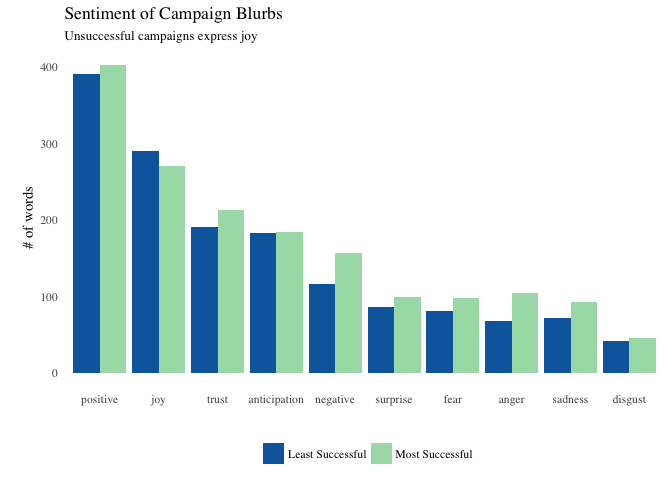 Sentiment of Campaign Blurbs
Unsuccessful campaigns express joy
# of words
400
300
200
100
0
positive joy trust anticipation negative surprise fear anger sadness disgust
Least Successful Most Successful